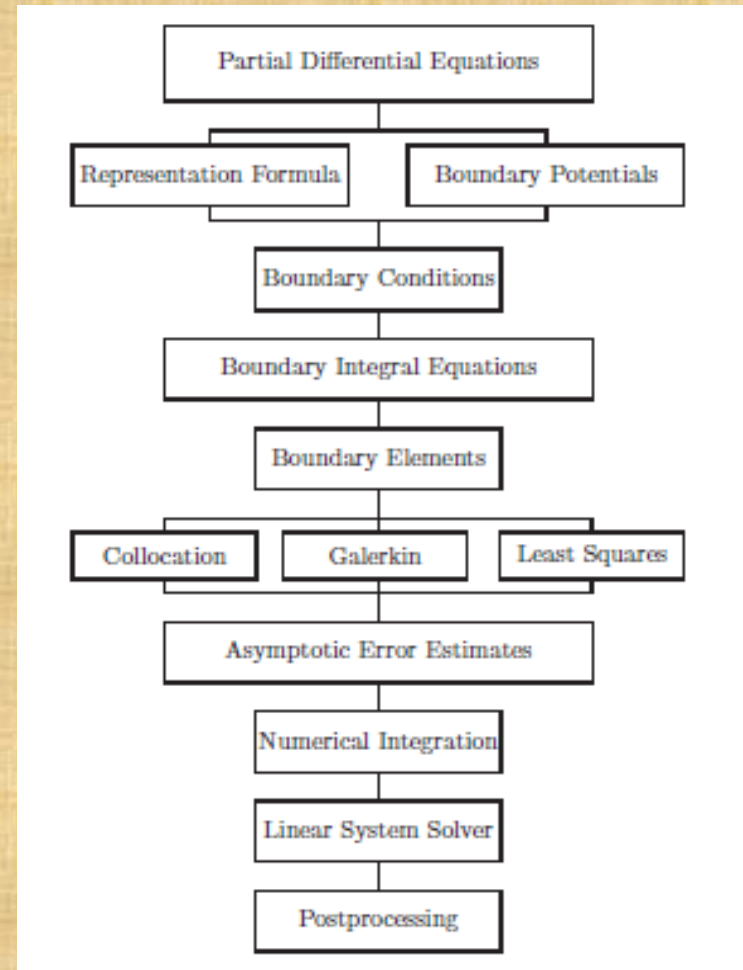 Partial Differential Equations
Representation Formula
Boundary Potentials
Boundary Conditions
Boundary Integral Equations
Boundary Elements
Collocation
Galerkin
Least Squares
Asymptotic Error Estimates
Numerical Integration
Linear System Solver
Postprocessing